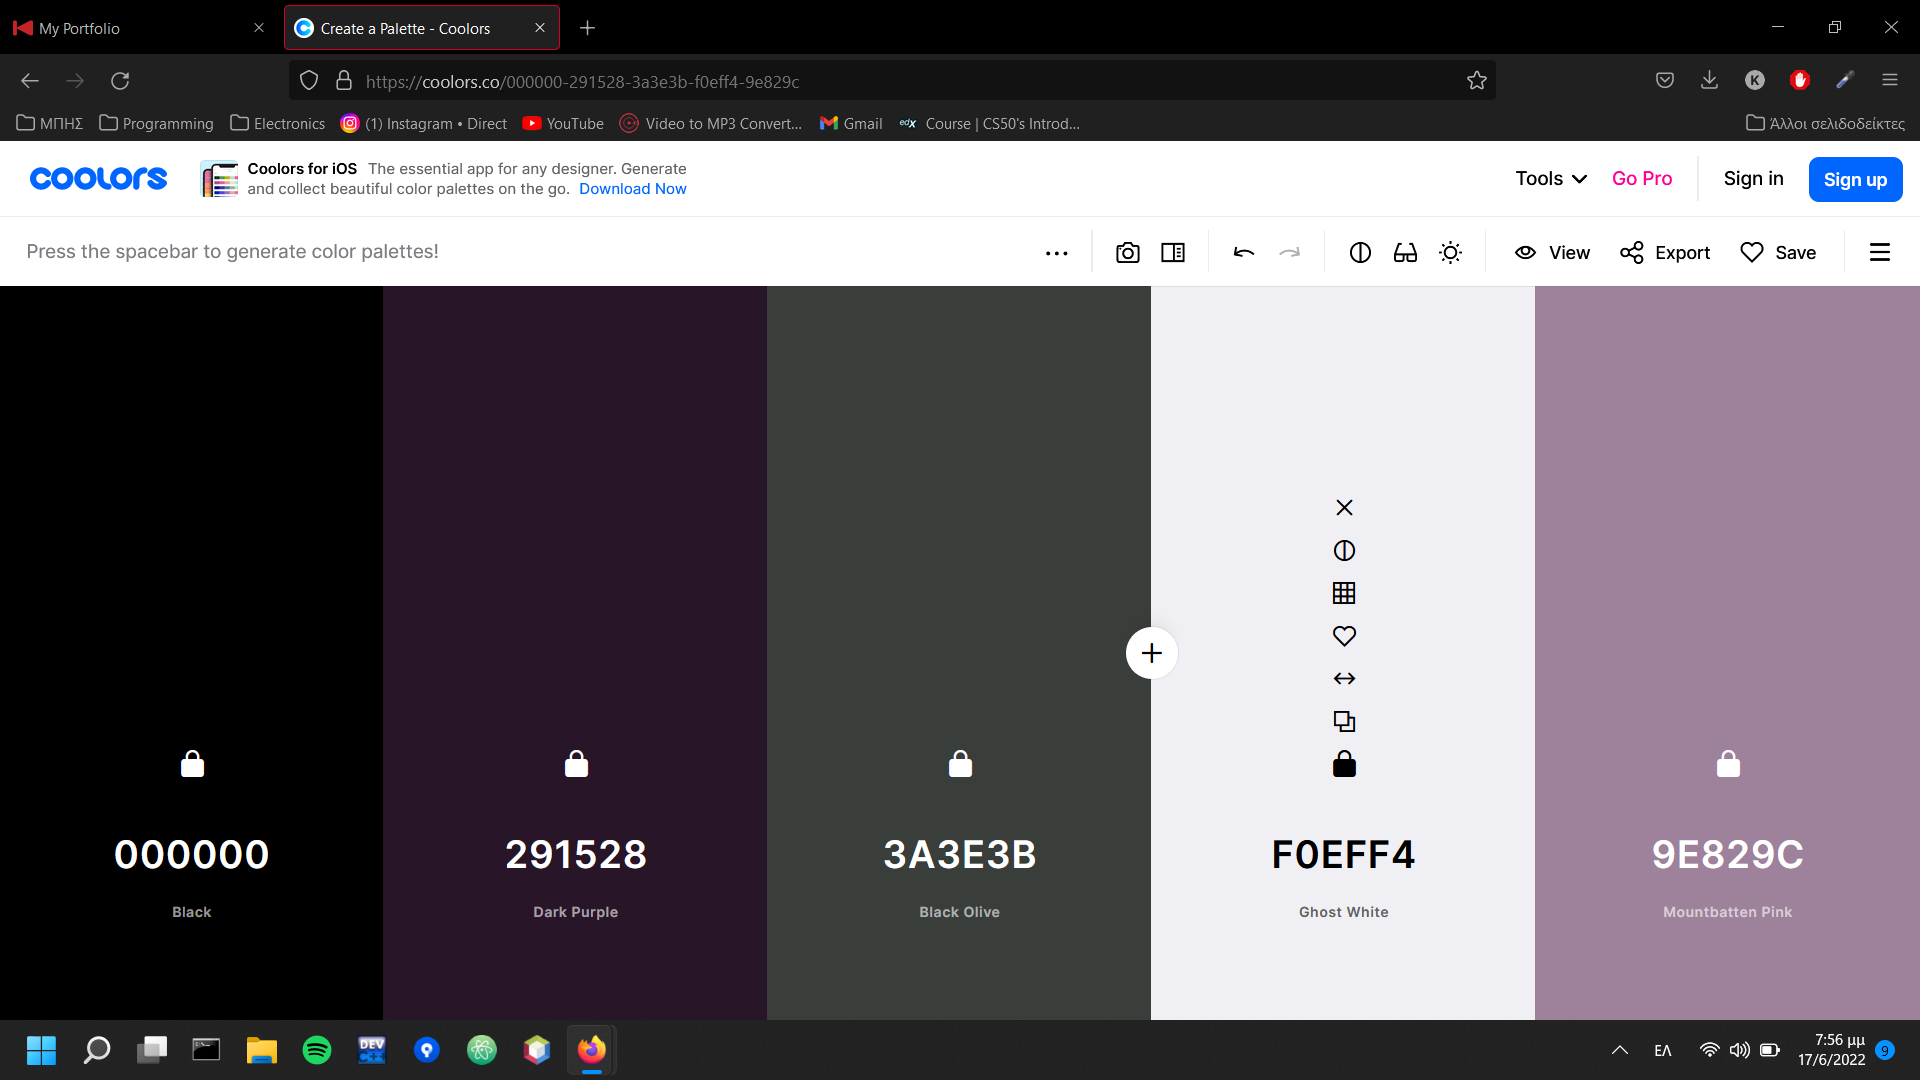 My Portfolio
Create a Palette - Coolors
https://coolors.co/000000-291528-3a3e3b-f0eff4-9e829c
K
ΜΠΗΣ
Programming
Electronics
(1) Instagram • Direct
YouTube
Video to MP3 Convert...
Gmail
edX
Course | CS50's Introd...
Άλλοι σελιδοδείκτες
coolors
Coolors for iOS The essential app for any designer. Generate
and collect beautiful color palettes on the go. Download Now
Tools
Go Pro
Sign in
Sign up
Press the spacebar to generate color palettes!
View
Export
Save
000000
291528
3A3E3B
F0EFF4
9E829C
Black
Dark Purple
Black Olive
Ghost White
Mountbatten Pink
DEV
C++
ΕΛ
7:56 μμ
17/6/2022
9